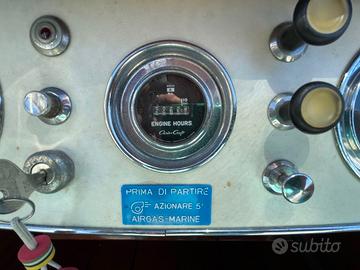 ENGINE HOURS
Chris-Craft
PRIMA DI PARTIRE
AZIONARE 5'
AIRGAS-MARINE
subito